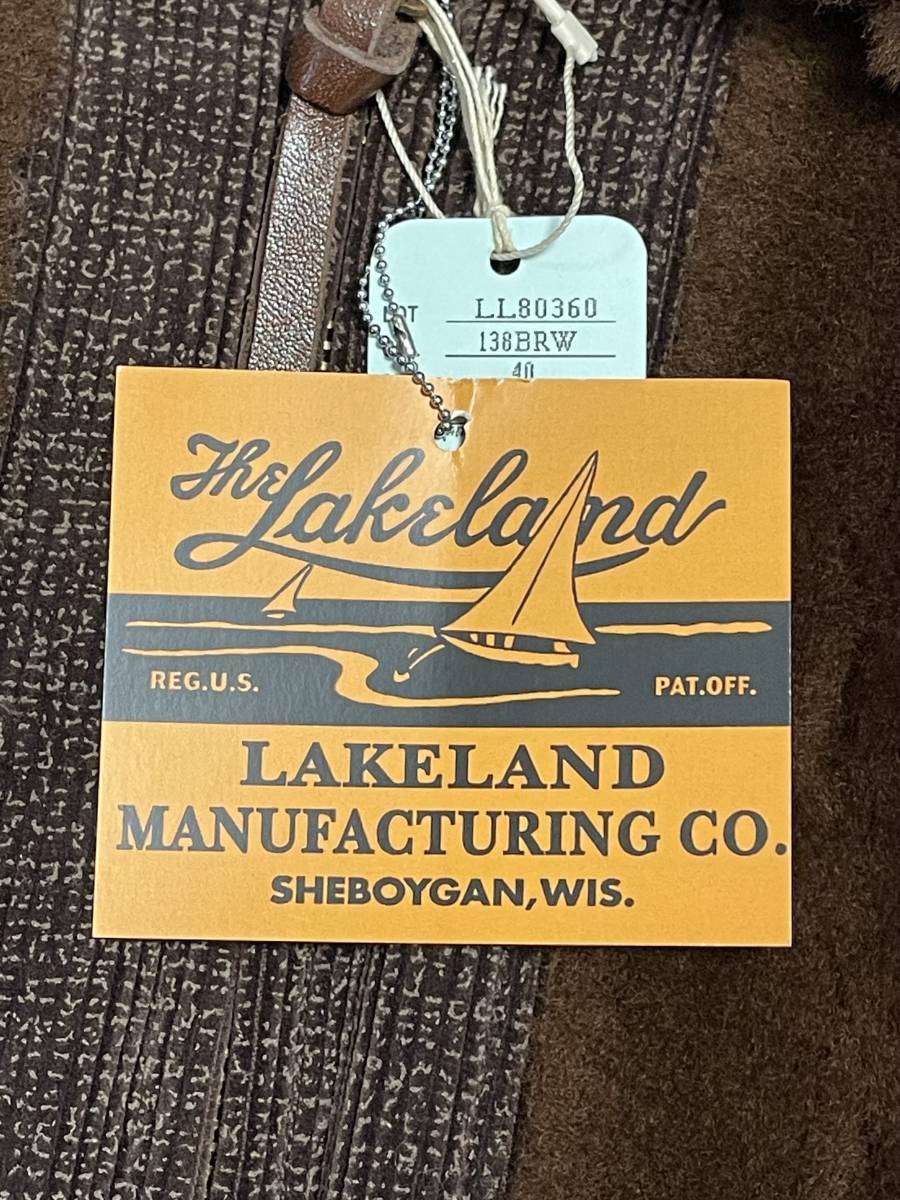 LOT LL80360
138BRW
40
The Lakeland
REG.U.S. PAT.OFF.
LAKELAND
MANUFACTURING CO.
SHEBOYGAN,WIS.